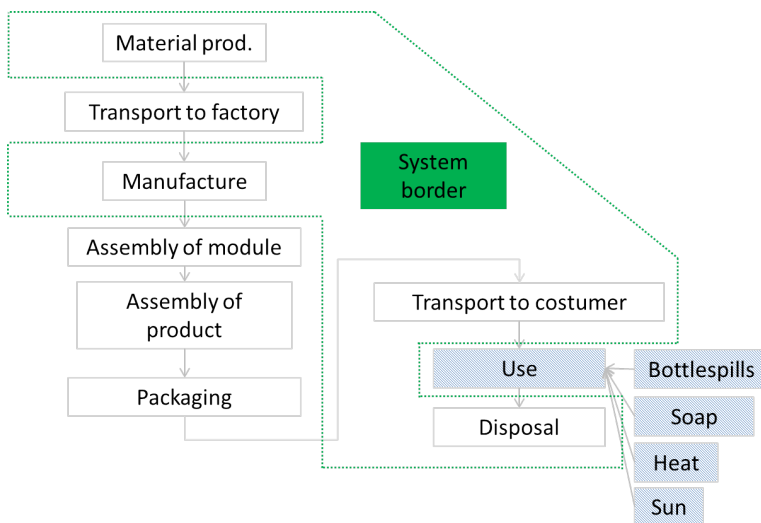 Material prod.
Transport to factory
System
border
Manufacture
Assembly of module
Assembly of
product
Transport to costumer
Use
Bottlespills
Packaging
Soap
Disposal
Heat
Sun